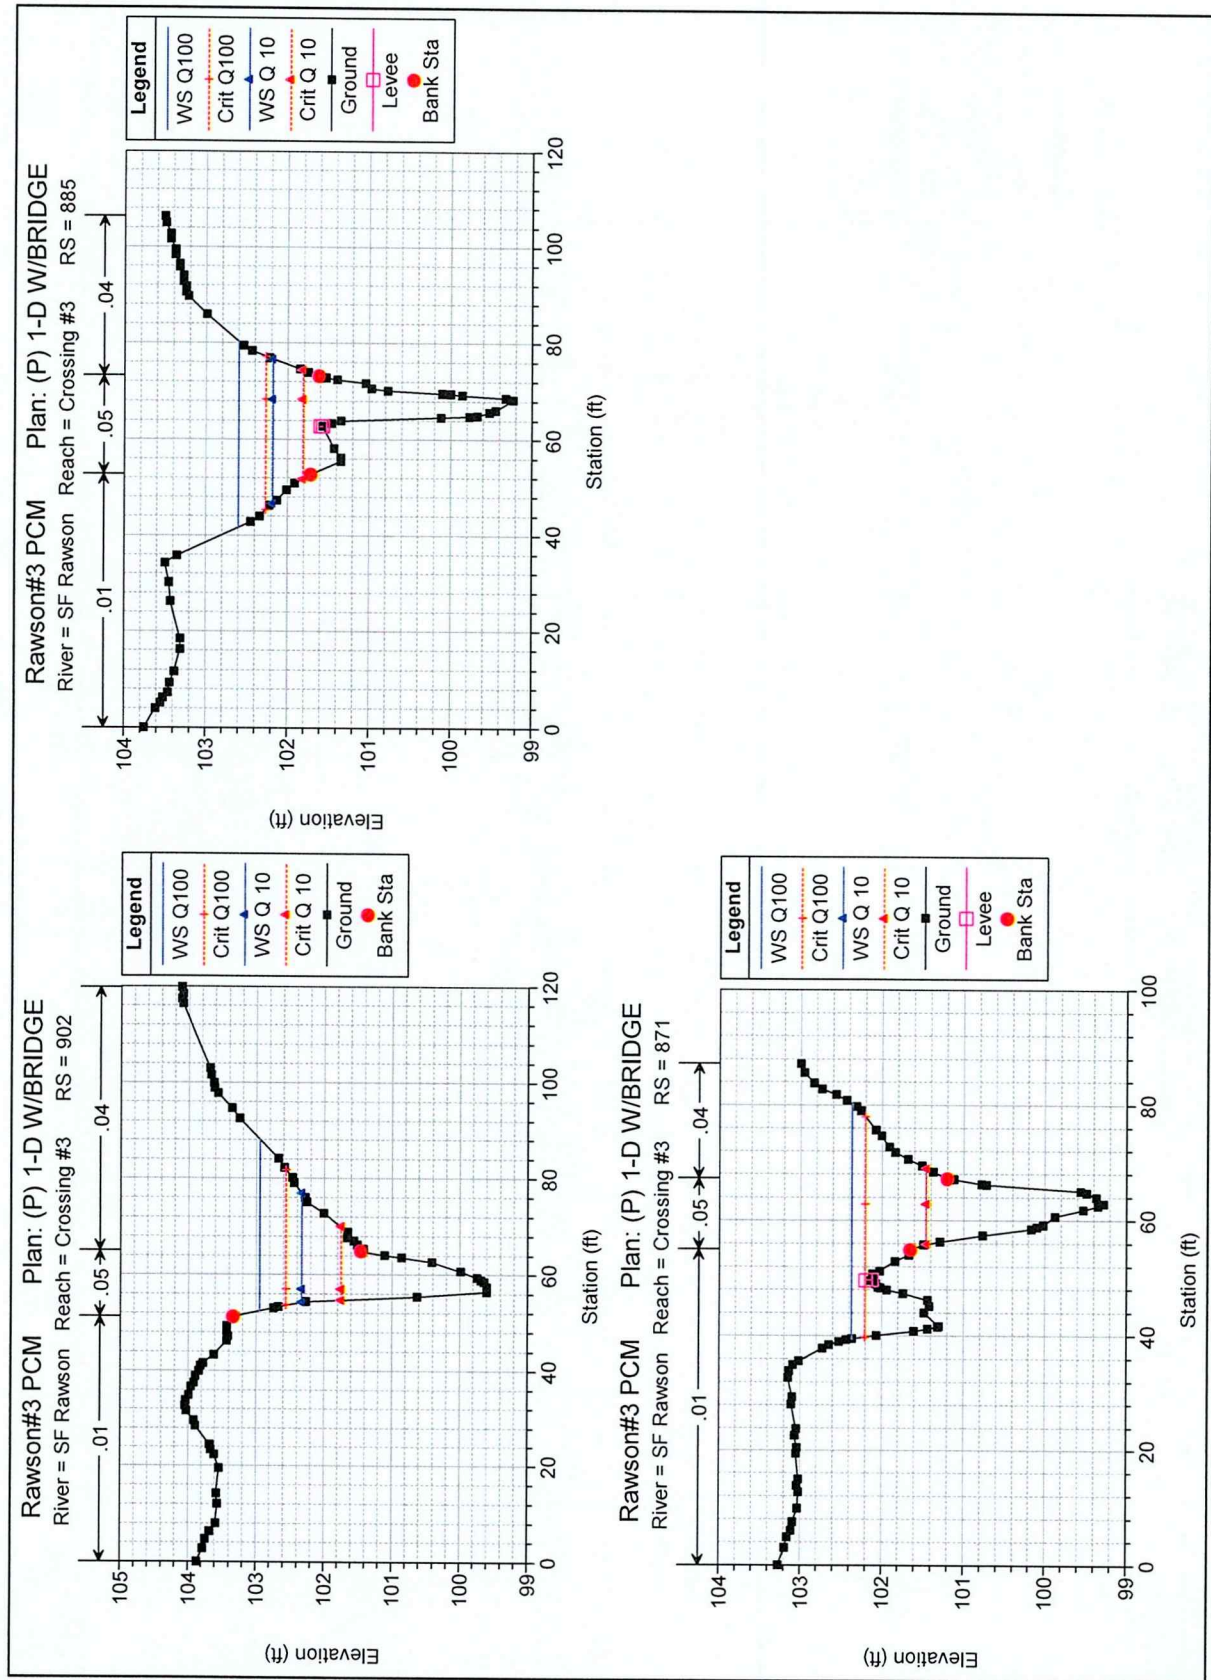 Rawson#3 PCM Plan: (P) 1-D W/BRIDGE
River = SF Rawson Reach = Crossing #3 RS = 902
.01
.05
.04
105
104
103
102
101
100
99
Elevation (ft)
0
20
40
60
80
100
120
Station (ft)
Legend
WS Q100
Crit Q100
WS Q 10
Crit Q 10
Ground
Bank Sta
Rawson#3 PCM Plan: (P) 1-D W/BRIDGE
River = SF Rawson Reach = Crossing #3 RS = 885
.01
.05
.04
104
103
102
101
100
99
Elevation (ft)
0
20
40
60
80
100
120
Station (ft)
Legend
WS Q100
Crit Q100
WS Q 10
Crit Q 10
Ground
Levee
Bank Sta
Rawson#3 PCM Plan: (P) 1-D W/BRIDGE
River = SF Rawson Reach = Crossing #3 RS = 871
.01
.05
.04
104
103
102
101
100
99
Elevation (ft)
0
20
40
60
80
100
Station (ft)
Legend
WS Q100
Crit Q100
WS Q 10
Crit Q 10
Ground
Levee
Bank Sta